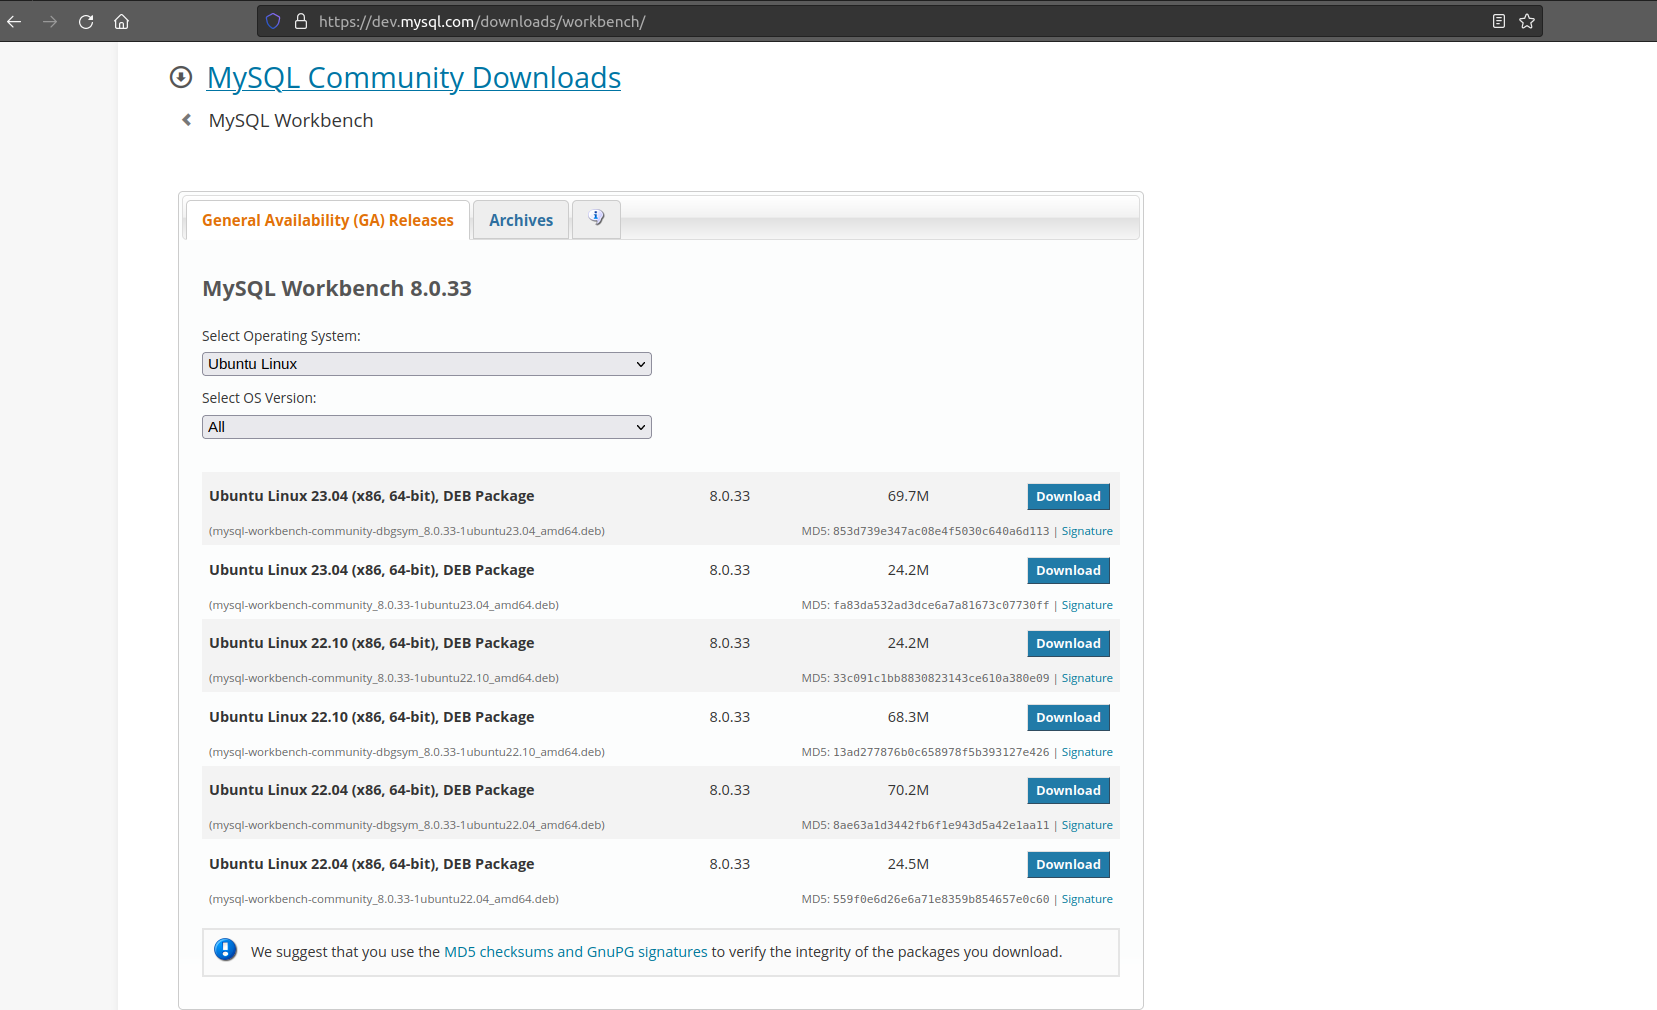 https://dev.mysql.com/downloads/workbench/
MySQL Community Downloads
MySQL Workbench
General Availability (GA) Releases
Archives
MySQL Workbench 8.0.33
Select Operating System:
Ubuntu Linux
Select OS Version:
All
Ubuntu Linux 23.04 (x86, 64-bit), DEB Package 8.0.33 69.7M Download
(mysql-workbench-community-dbgsym_8.0.33-1ubuntu23.04_amd64.deb) MD5: 853d739e347ac08e4f5030c640a6d113 | Signature
Ubuntu Linux 23.04 (x86, 64-bit), DEB Package 8.0.33 24.2M Download
(mysql-workbench-community_8.0.33-1ubuntu23.04_amd64.deb) MD5: fa83da532ad3dce6a7a81673c07730ff | Signature
Ubuntu Linux 22.10 (x86, 64-bit), DEB Package 8.0.33 24.2M Download
(mysql-workbench-community_8.0.33-1ubuntu22.10_amd64.deb) MD5: 33c091c1bb8830823143ce610a380e09 | Signature
Ubuntu Linux 22.10 (x86, 64-bit), DEB Package 8.0.33 68.3M Download
(mysql-workbench-community-dbgsym_8.0.33-1ubuntu22.10_amd64.deb) MD5: 13ad277876b0c658978f5b393127e426 | Signature
Ubuntu Linux 22.04 (x86, 64-bit), DEB Package 8.0.33 70.2M Download
(mysql-workbench-community-dbgsym_8.0.33-1ubuntu22.04_amd64.deb) MD5: 8ae63a1d3442fb6f1e943d5a42e1aa11 | Signature
Ubuntu Linux 22.04 (x86, 64-bit), DEB Package 8.0.33 24.5M Download
(mysql-workbench-community_8.0.33-1ubuntu22.04_amd64.deb) MD5: 559f0e6d26e6a71e8359b854657e0c60 | Signature
We suggest that you use the MD5 checksums and GnuPG signatures to verify the integrity of the packages you download.